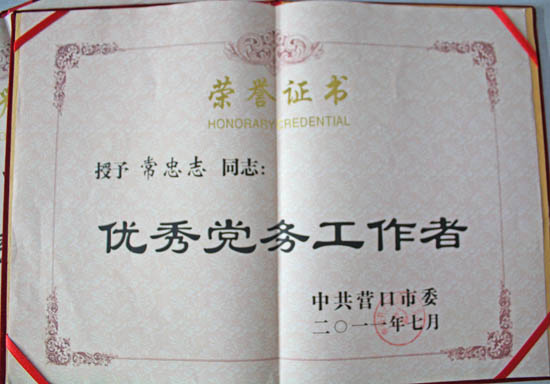 荣誉证书
HONORARY CREDENTIAL
授予 常忠志 同志：
优秀党务工作者
中共营口市委
二〇一一年七月